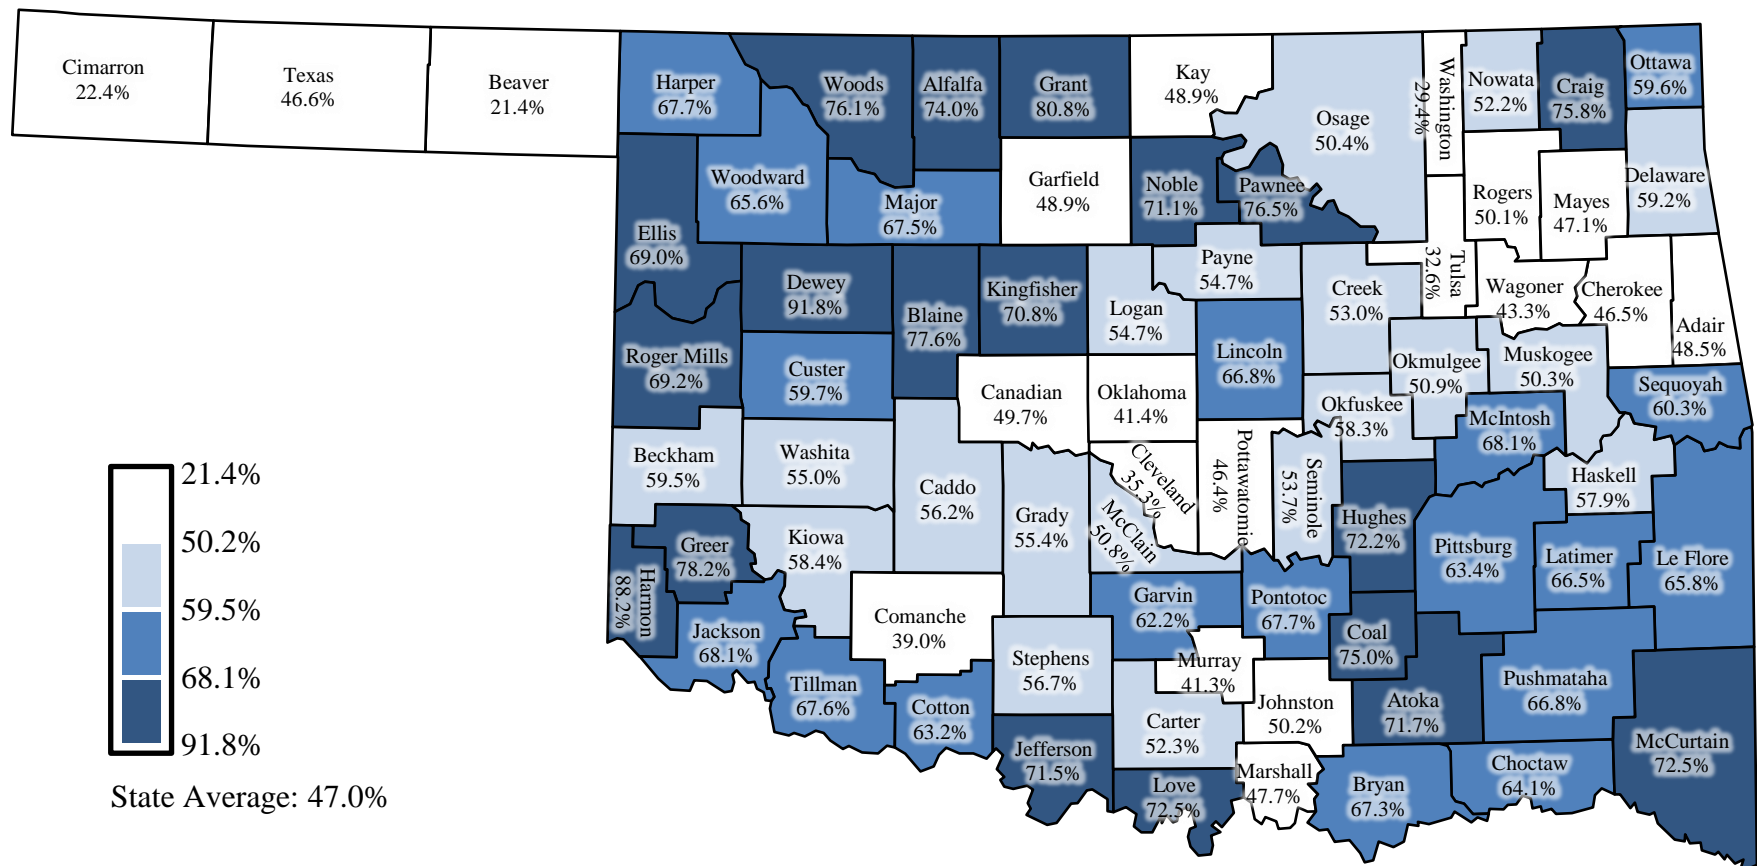 Cimarron
22.4%
Texas
46.6%
Beaver
21.4%
Harper
67.7%
Woods
76.1%
Alfalfa
74.0%
Grant
80.8%
Kay
48.9%
Osage
50.4%
Washington
29.4%
Nowata
52.2%
Craig
75.8%
Ottawa
59.6%
Woodward
65.6%
Major
67.5%
Garfield
48.9%
Noble
71.1%
Pawnee
76.5%
Rogers
50.1%
Mayes
47.1%
Delaware
59.2%
Ellis
69.0%
Dewey
91.8%
Blaine
77.6%
Kingfisher
70.8%
Logan
54.7%
Payne
54.7%
Creek
53.0%
Tulsa
32.6%
Wagoner
43.3%
Cherokee
46.5%
Adair
48.5%
Roger Mills
69.2%
Custer
59.7%
Canadian
49.7%
Oklahoma
41.4%
Lincoln
66.8%
Okfuskee
58.3%
Okmulgee
50.9%
Muskogee
50.3%
McIntosh
68.1%
Sequoyah
60.3%
Beckham
59.5%
Washita
55.0%
Caddo
56.2%
Grady
55.4%
McClain
50.8%
Cleveland
35.3%
Pottawatomie
46.4%
Seminole
53.7%
Hughes
72.2%
Pittsburg
63.4%
Haskell
57.9%
Latimer
66.5%
Le Flore
65.8%
Harmon
88.2%
Greer
78.2%
Kiowa
58.4%
Jackson
68.1%
Tillman
67.6%
Comanche
39.0%
Cotton
63.2%
Stephens
56.7%
Jefferson
71.5%
Garvin
62.2%
Murray
41.3%
Carter
52.3%
Love
72.5%
Pontotoc
67.7%
Johnston
50.2%
Marshall
47.7%
Coal
75.0%
Atoka
71.7%
Bryan
67.3%
Pushmataha
66.8%
Choctaw
64.1%
McCurtain
72.5%
21.4%
50.2%
59.5%
68.1%
91.8%
State Average: 47.0%